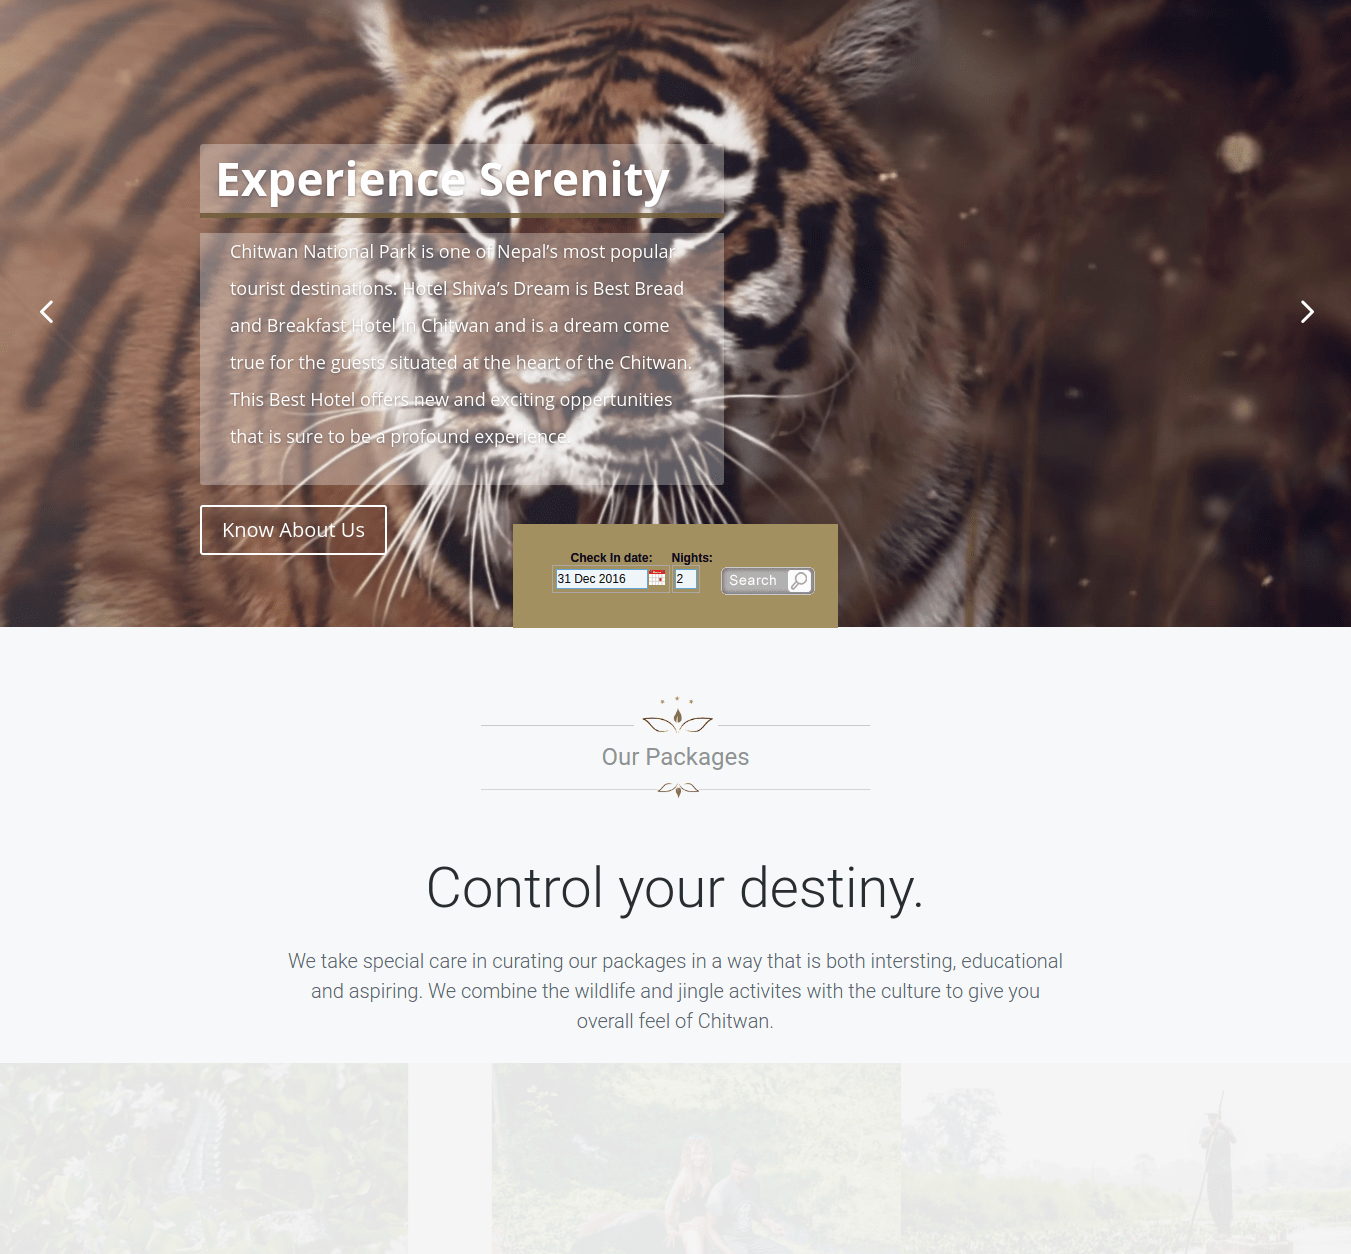 Experience Serenity
Chitwan National Park is one of Nepal’s most popular
tourist destinations. Hotel Shiva’s Dream is Best Bread
and Breakfast Hotel in Chitwan and is a dream come
true for the guests situated at the heart of the Chitwan.
This Best Hotel offers new and exciting oppertunities
that is sure to be a profound experience.
Know About Us
Check In date: Nights:
31 Dec 2016 2 Search
Our Packages
Control your destiny.
We take special care in curating our packages in a way that is both intersting, educational
and aspiring. We combine the wildlife and jingle activites with the culture to give you
overall feel of Chitwan.